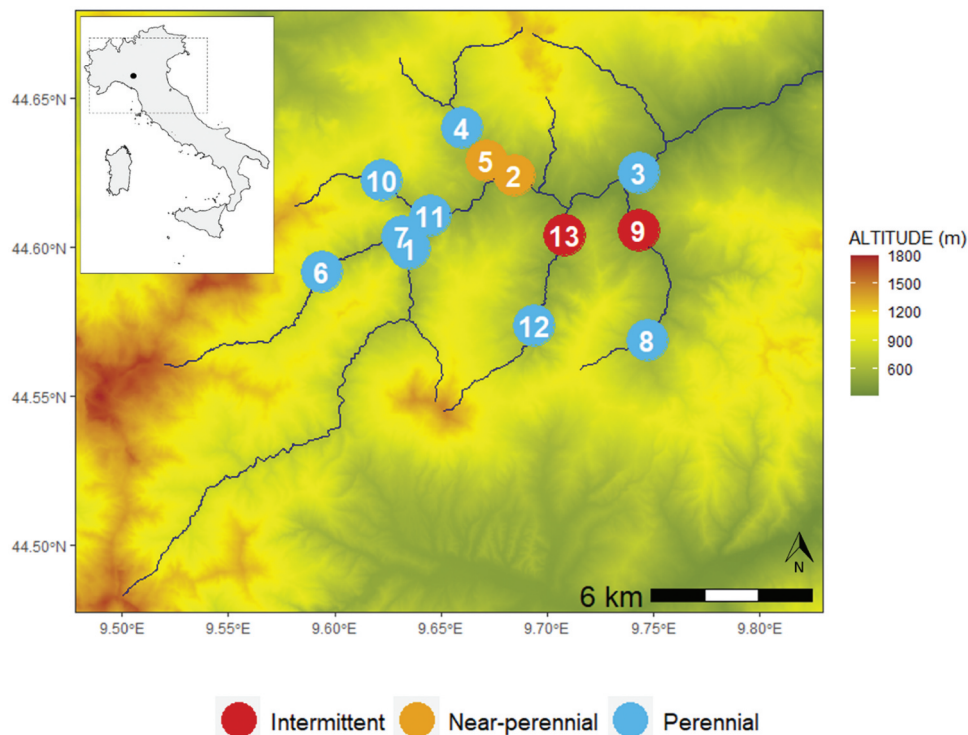 44.65°N
44.60°N
44.55°N
44.50°N
4
5
2
3
10
11
7
1
13
9
6
12
8
N
6 km
9.50°E
9.55°E
9.60°E
9.65°E
9.70°E
9.75°E
9.80°E
ALTITUDE (m)
1800
1500
1200
900
600
Intermittent
Near-perennial
Perennial